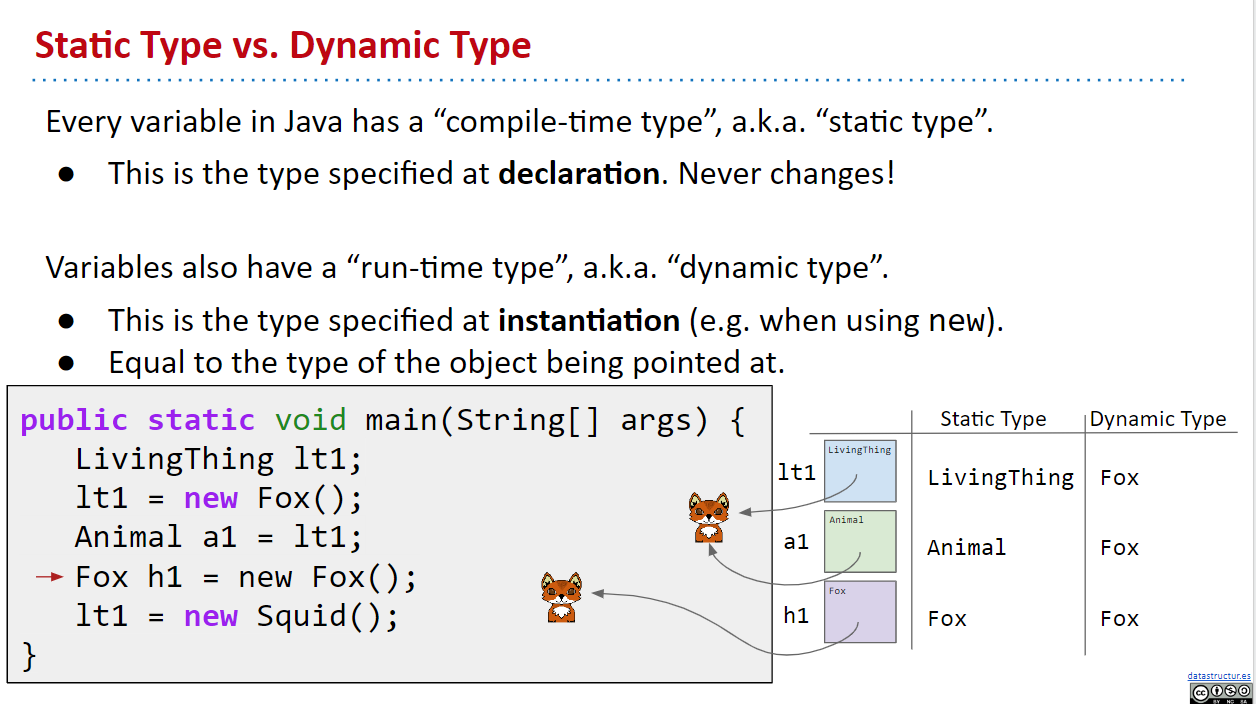 Static Type vs. Dynamic Type
Every variable in Java has a “compile-time type”, a.k.a. “static type”.
● This is the type specified at declaration. Never changes!
Variables also have a “run-time type”, a.k.a. “dynamic type”.
● This is the type specified at instantiation (e.g. when using new).
● Equal to the type of the object being pointed at.
public static void main(String[] args) {
LivingThing lt1;
lt1 = new Fox();
Animal a1 = lt1;
Fox h1 = new Fox();
lt1 = new Squid();
}
Static Type Dynamic Type
lt1 LivingThing LivingThing Fox
a1 Animal Animal Fox
h1 Fox Fox Fox
datastructur.es
cc BY NC SA